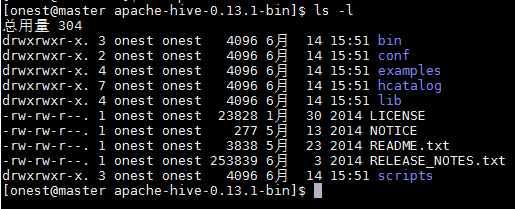 [onest@master apache-hive-0.13.1-bin]$ ls -l
总用量 304
drwxrwxr-x. 3 onest onest   4096 6月  14 15:51 bin
drwxrwxr-x. 2 onest onest   4096 6月  14 15:51 conf
drwxrwxr-x. 4 onest onest   4096 6月  14 15:51 examples
drwxrwxr-x. 7 onest onest   4096 6月  14 15:51 hcatalog
drwxrwxr-x. 4 onest onest   4096 6月  14 15:51 lib
-rw-rw-r--. 1 onest onest  23828 1月  30 2014 LICENSE
-rw-rw-r--. 1 onest onest    277 5月  13 2014 NOTICE
-rw-rw-r--. 1 onest onest   3838 5月  23 2014 README.txt
-rw-rw-r--. 1 onest onest 253839 6月   3 2014 RELEASE_NOTES.txt
drwxrwxr-x. 3 onest onest   4096 6月  14 15:51 scripts
[onest@master apache-hive-0.13.1-bin]$